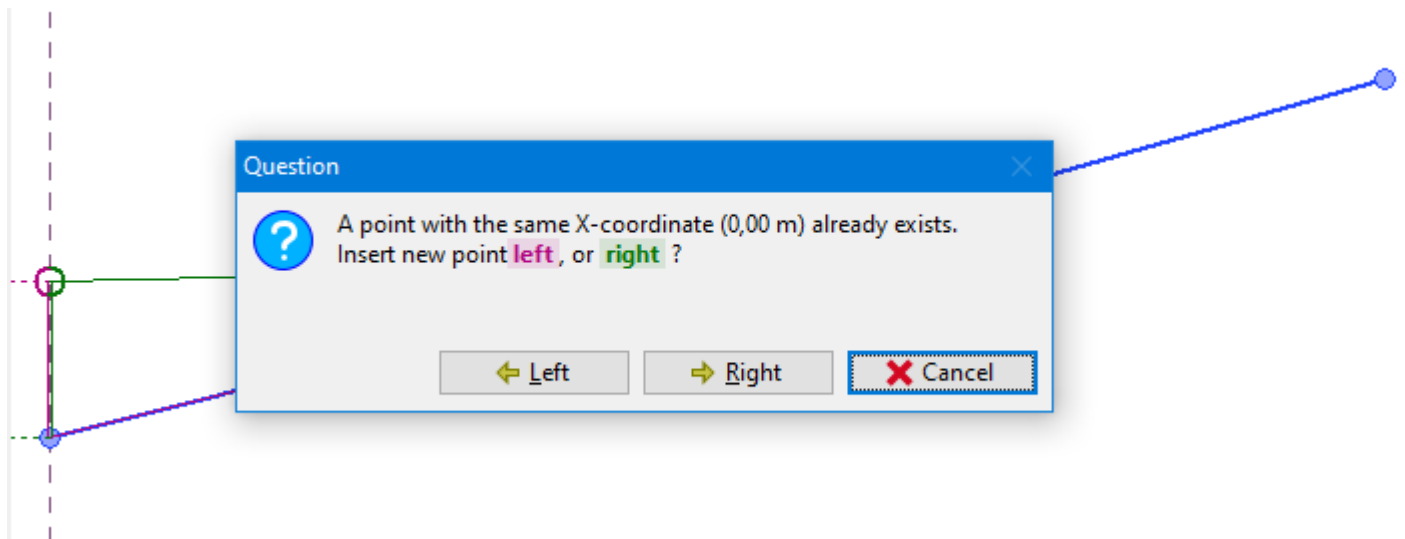 Question
A point with the same X-coordinate (0,00 m) already exists.
Insert new point left , or right ?
Left
Right
Cancel